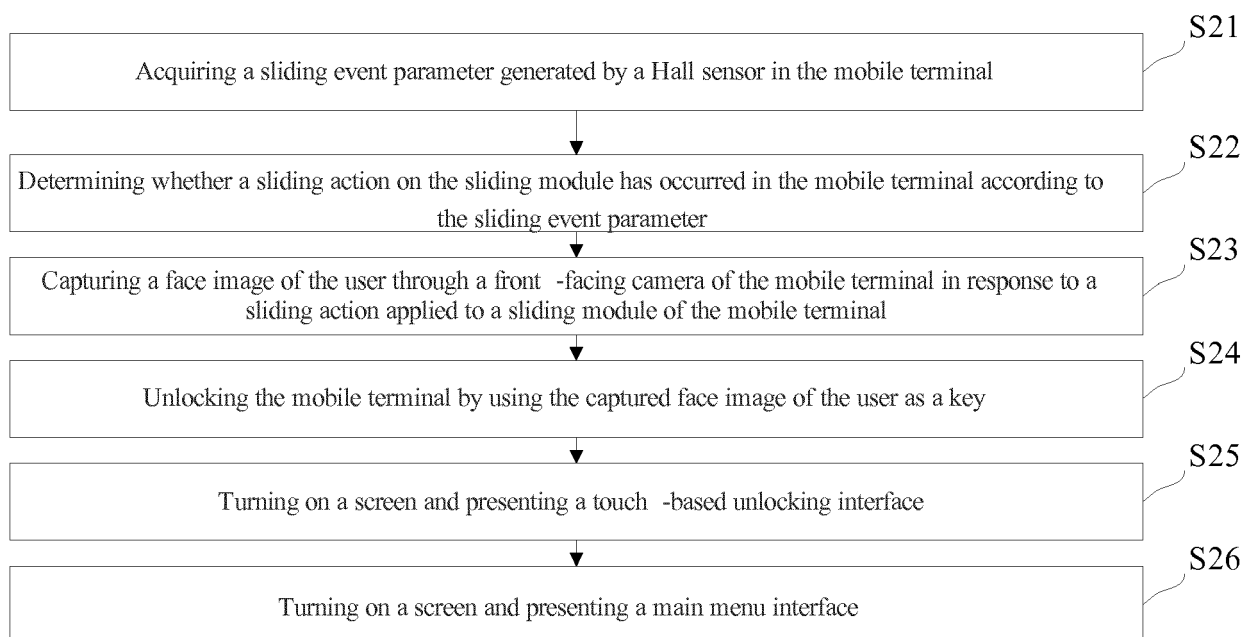 S21
Acquiring a sliding event parameter generated by a Hall sensor in the mobile terminal
S22
Determining whether a sliding action on the sliding module has occurred in the mobile terminal according to
the sliding event parameter
S23
Capturing a face image of the user through a front -facing camera of the mobile terminal in response to a
sliding action applied to a sliding module of the mobile terminal
S24
Unlocking the mobile terminal by using the captured face image of the user as a key
S25
Turning on a screen and presenting a touch -based unlocking interface
S26
Turning on a screen and presenting a main menu interface